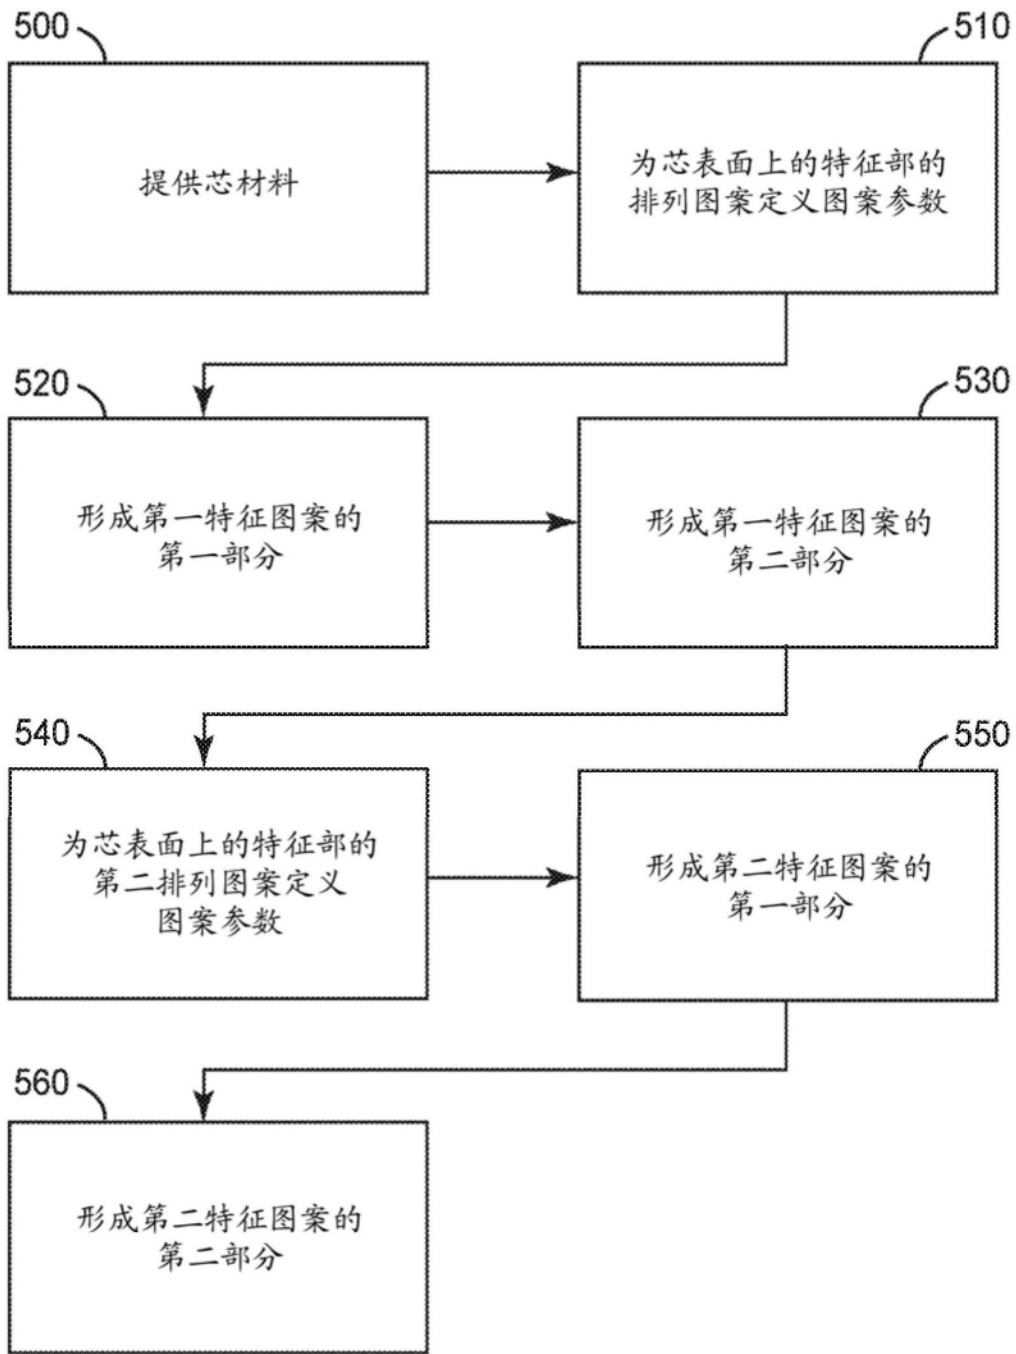 500
提供芯材料
510
为芯表面上的特征部的
排列图案定义图案参数
520
形成第一特征图案的
第一部分
530
形成第一特征图案的
第二部分
540
为芯表面上的特征部的
第二排列图案定义
图案参数
550
形成第二特征图案的
第一部分
560
形成第二特征图案的
第二部分